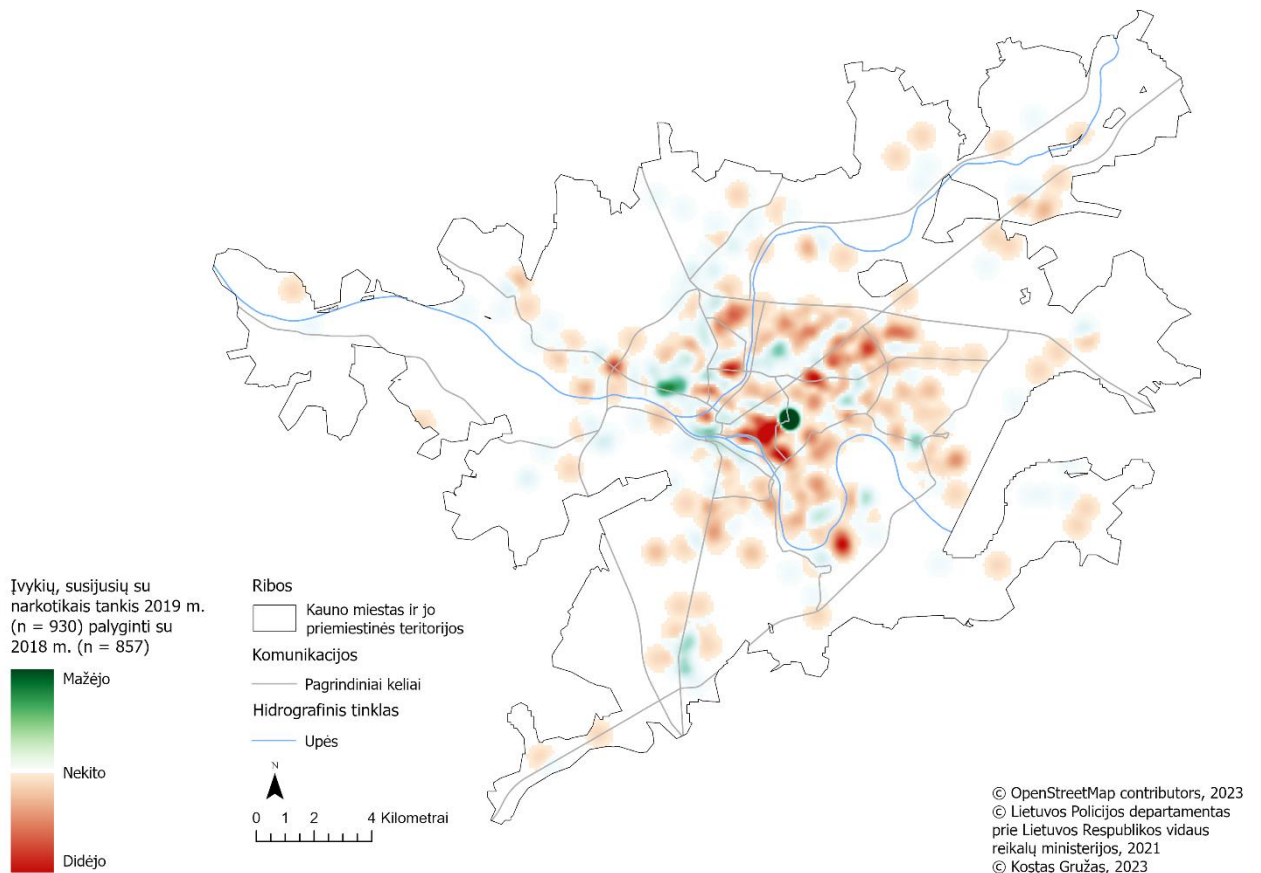 Įvykių, susijusių su
narkotikais tankis 2019 m.
(n = 930) palyginti su
2018 m. (n = 857)
Mažėjo
Nekito
Didėjo
Ribos
Kauno miestas ir jo
priemiestinės teritorijos
Komunikacijos
Pagrindiniai keliai
Hidrografinis tinklas
Upės
N
0 1 2 4 Kilometrai
© OpenStreetMap contributors, 2023
© Lietuvos Policijos departamentas
prie Lietuvos Respublikos vidaus
reikalų ministerijos, 2021
© Kostas Gružas, 2023